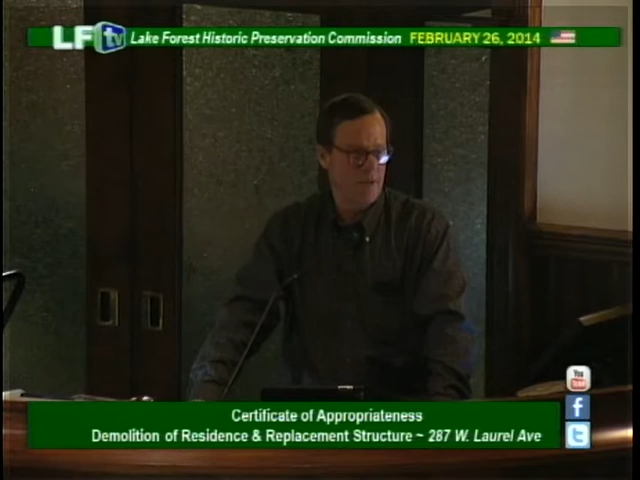 LFtv Lake Forest Historic Preservation Commission FEBRUARY 26, 2014
You Tube
f
t
Certificate of Appropriateness
Demolition of Residence & Replacement Structure ~ 287 W. Laurel Ave